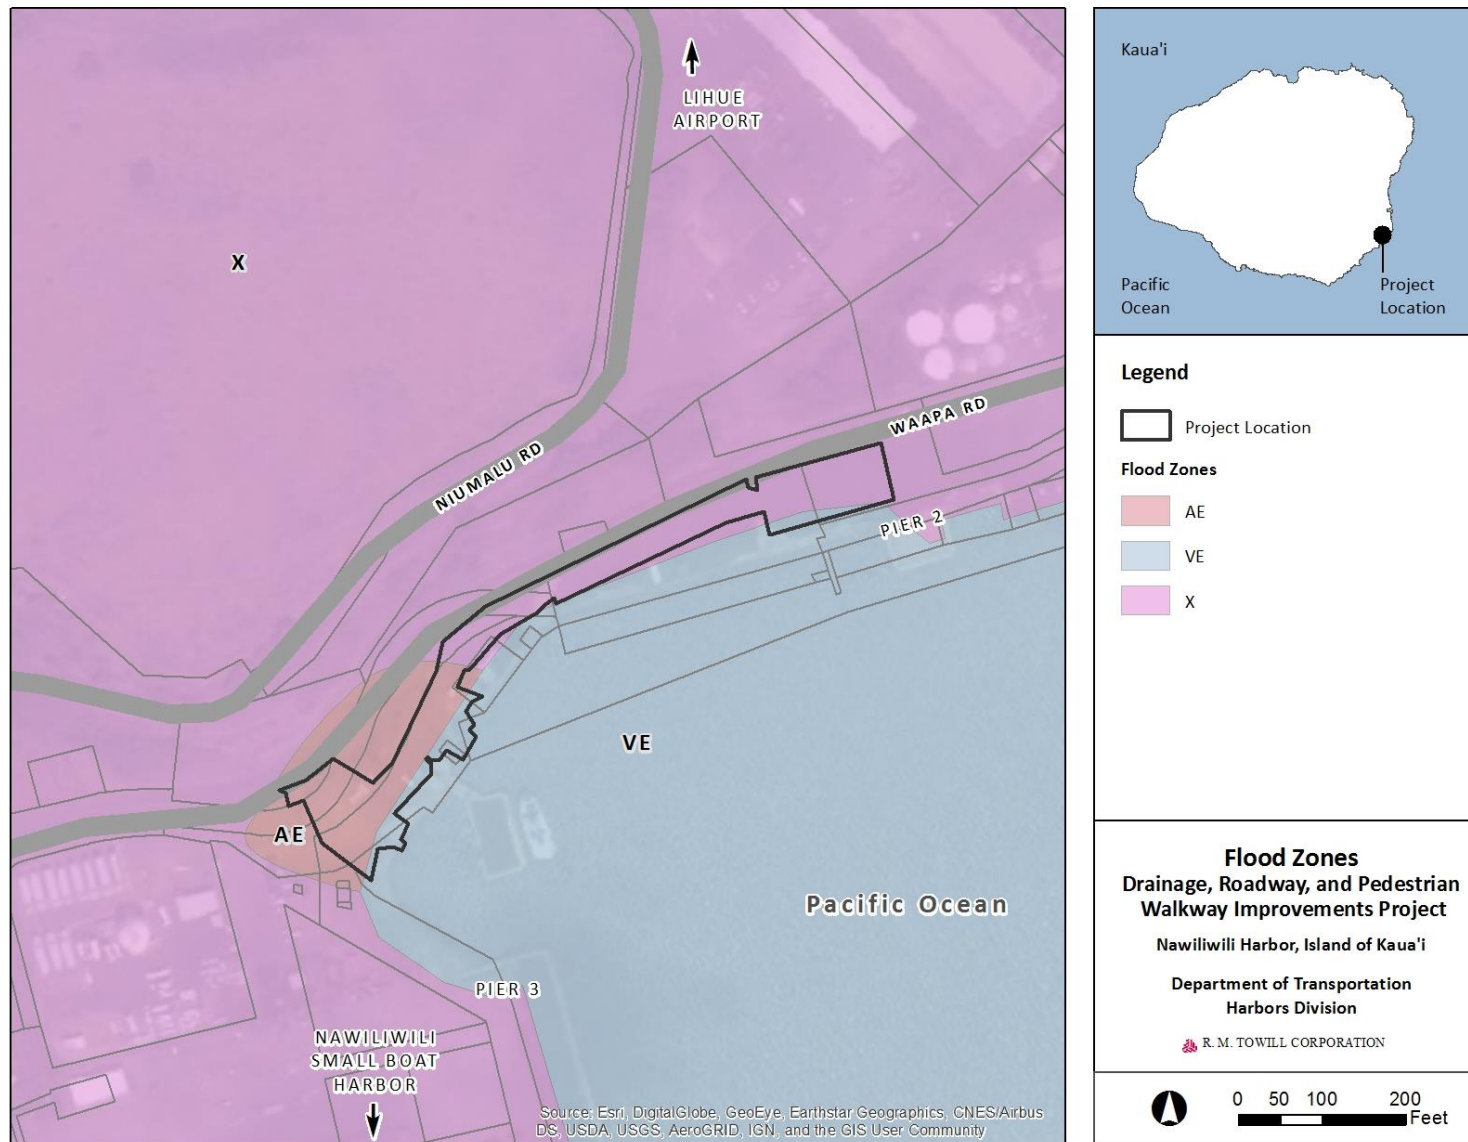 LIHUE
AIRPORT
X
NIUMALU RD
WAAPA RD
PIER 2
VE
AE
Pacific Ocean
PIER 3
NAWILIWILI
SMALL BOAT
HARBOR
Source: Esri, DigitalGlobe, GeoEye, Earthstar Geographics, CNES/Airbus
DS, USDA, USGS, AeroGRID, IGN, and the GIS User Community
Kaua'i
Pacific
Ocean
Project
Location
Legend
Project Location
Flood Zones
AE
VE
X
Flood Zones
Drainage, Roadway, and Pedestrian
Walkway Improvements Project
Nawiliwili Harbor, Island of Kaua'i
Department of Transportation
Harbors Division
R. M. TOWILL CORPORATION
0 50 100 200
Feet